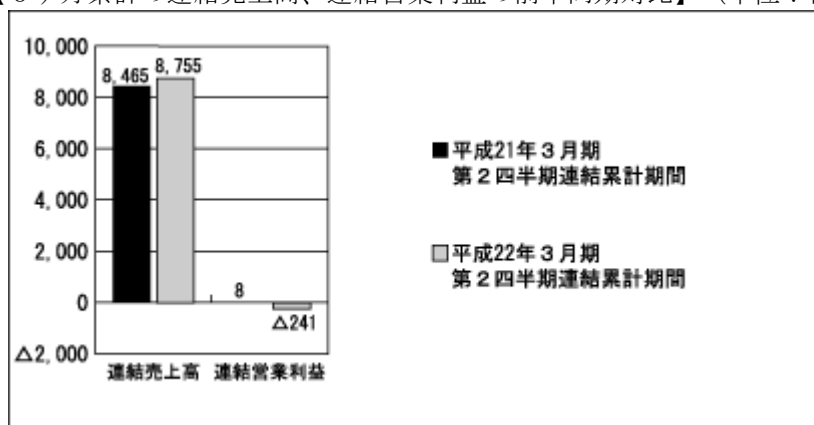 10,000
8,465
8,755
8,000
6,000
4,000
2,000
0
8
△241
△2,000
連結売上高 連結営業利益
■平成21年3月期
第2四半期連結累計期間
□平成22年3月期
第2四半期連結累計期間